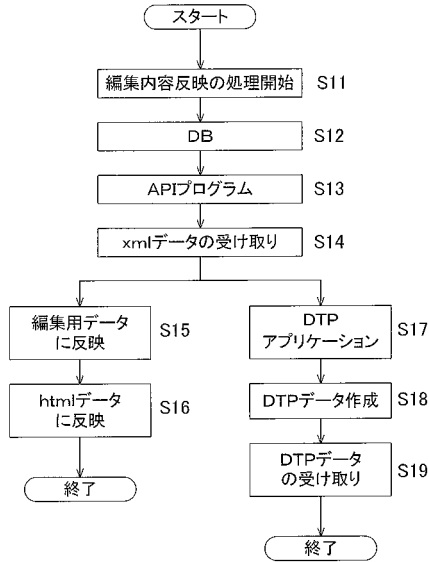 スタート
編集内容反映の処理開始 S11
DB S12
APIプログラム S13
xmlデータの受け取り S14
編集用データ
に反映
S15
htmlデータ
に反映
S16
終了
DTP
アプリケーション
S17
DTPデータ作成 S18
DTPデータ
の受け取り
S19
終了